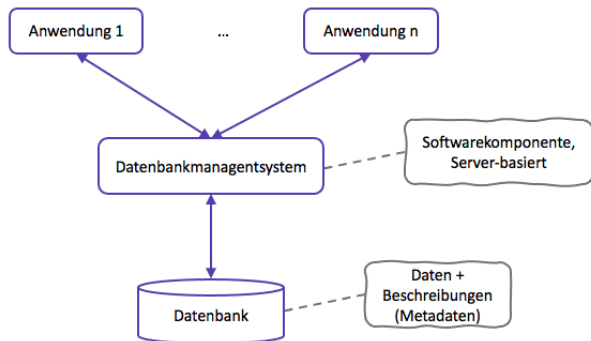 Anwendung 1
...
Anwendung n
Datenbankmanagentsystem
Softwarekomponente,
Server-basiert
Datenbank
Daten +
Beschreibungen
(Metadaten)